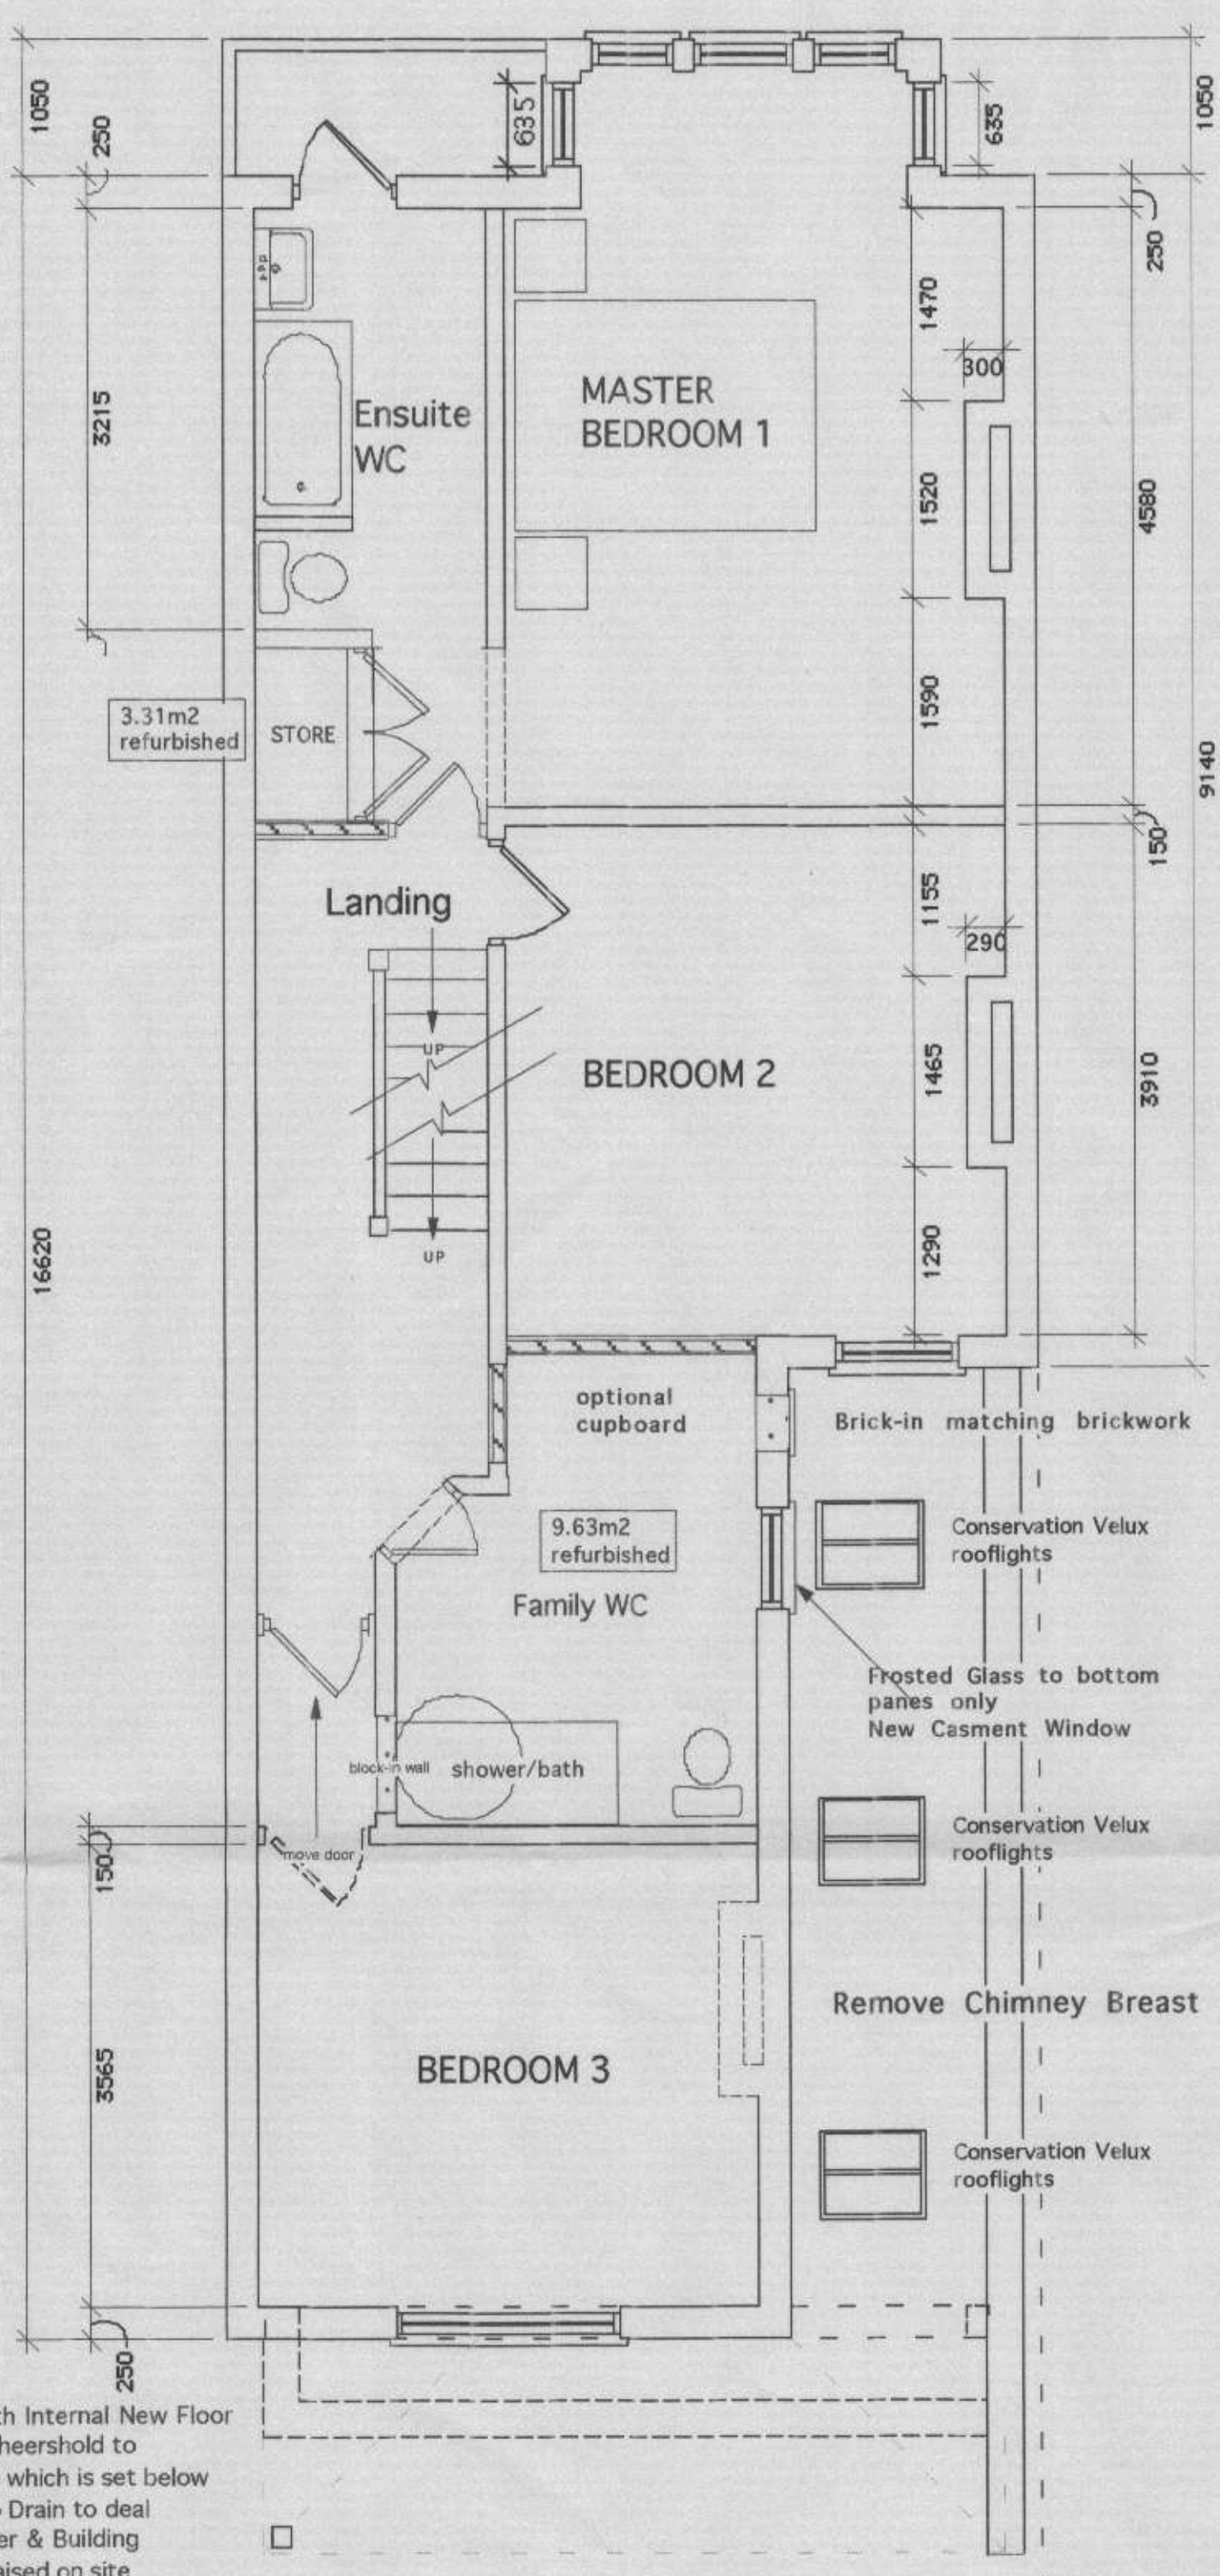 1050
250
635
635
1050
250
1470
300
3215
Ensuite
WC
MASTER
BEDROOM 1
1520
4580
3.31m2
refurbished
STORE
1590
9140
150
Landing
1155
290
UP
BEDROOM 2
1465
3910
UP
1290
16620
optional
cupboard
Brick-in matching brickwork
9.63m2
refurbished
Conservation Velux
rooflights
Family WC
Frosted Glass to bottom
panes only
New Casment Window
block-in wall
shower/bath
Conservation Velux
rooflights
150
move door
Remove Chimney Breast
3565
BEDROOM 3
Conservation Velux
rooflights
250
th Internal New Floor
heershold to
which is set below
Drain to deal
er & Building
aised on site